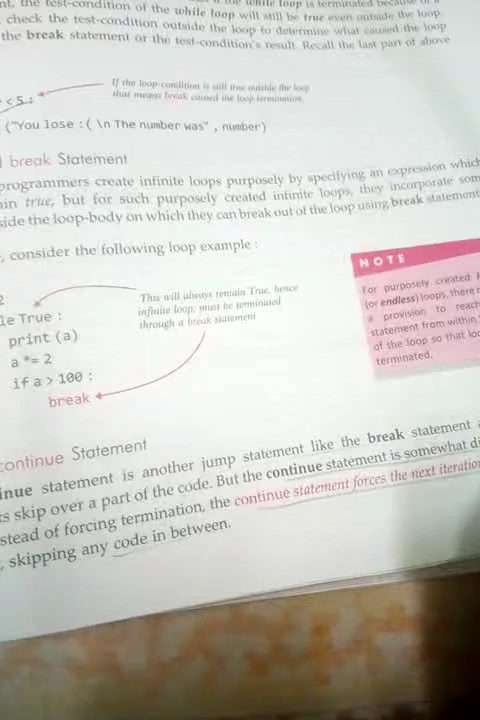 nt, the test-condition of the while loop will still be true even outside the loop.
check the test-condition outside the loop to determine what caused the loop
the break statement or the test-condition's result. Recall the last part of above
If the loop-condition is still true outside the loop
that means break caused the loop termination.
< 5 :
("You lose :( \n The number was" , number)
break Statement
programmers create infinite loops purposely by specifying an expression which
in true, but for such purposely created infinite loops, they incorporate som
side the loop-body on which they can break out of the loop using break statement
, consider the following loop example :
2
le True :
print (a)
a *= 2
if a > 100 :
break
This will always remain True, hence
infinite loop; must be terminated
through a break statement
NOTE
For purposely created
(or endless) loops, there
a provision to reach
statement from within
of the loop so that loo
terminated.
continue Statement
inue statement is another jump statement like the break statement
ts skip over a part of the code. But the continue statement is somewhat di
stead of forcing termination, the continue statement forces the next iteration
, skipping any code in between.